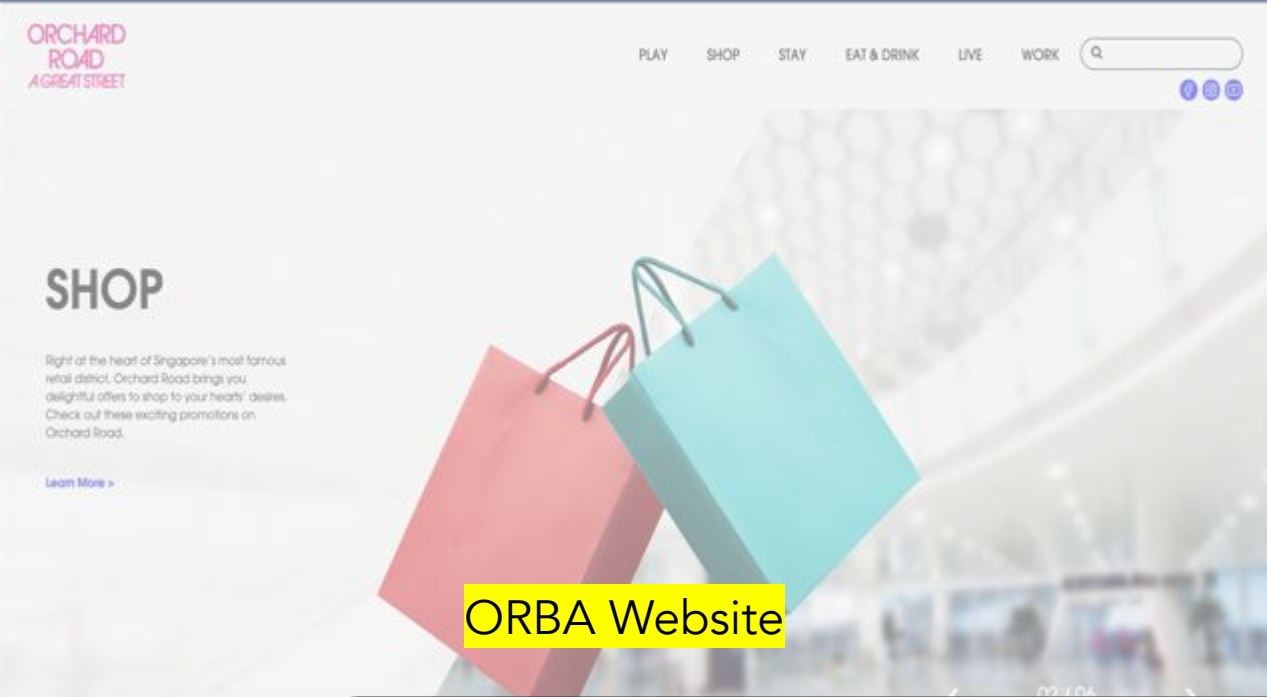 ORCHARD
ROAD
A GREAT STREET
PLAY SHOP STAY EAT & DRINK LIVE WORK
SHOP
Right at the heart of Singapore's most famous
retail district, Orchard Road brings you
delightful offers to shop to your hearts' desires.
Check out these exciting promotions on
Orchard Road.
Learn More >
ORBA Website
02 / 06